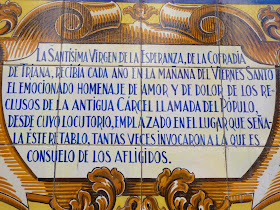 LA SANTÍSIMA VIRGEN DE LA ESPERANZA, DE LA COFRADÍA
DE TRIANA, RECIBÍA CADA AÑO EN LA MAÑANA DEL VIERNES SANTO
EL EMOCIONADO HOMENAJE DE AMOR Y DE DOLOR DE LOS RE-
CLUSOS DE LA ANTIGUA CÁRCEL LLAMADA DEL PÓPULO,
DESDE CUYO LOCUTORIO, EMPLAZADO EN EL LUGAR QUE SEÑA-
LA ÉSTE RETABLO, TANTAS VECES INVOCARON A LA QUE ES
CONSUELO DE LOS AFLIGIDOS.